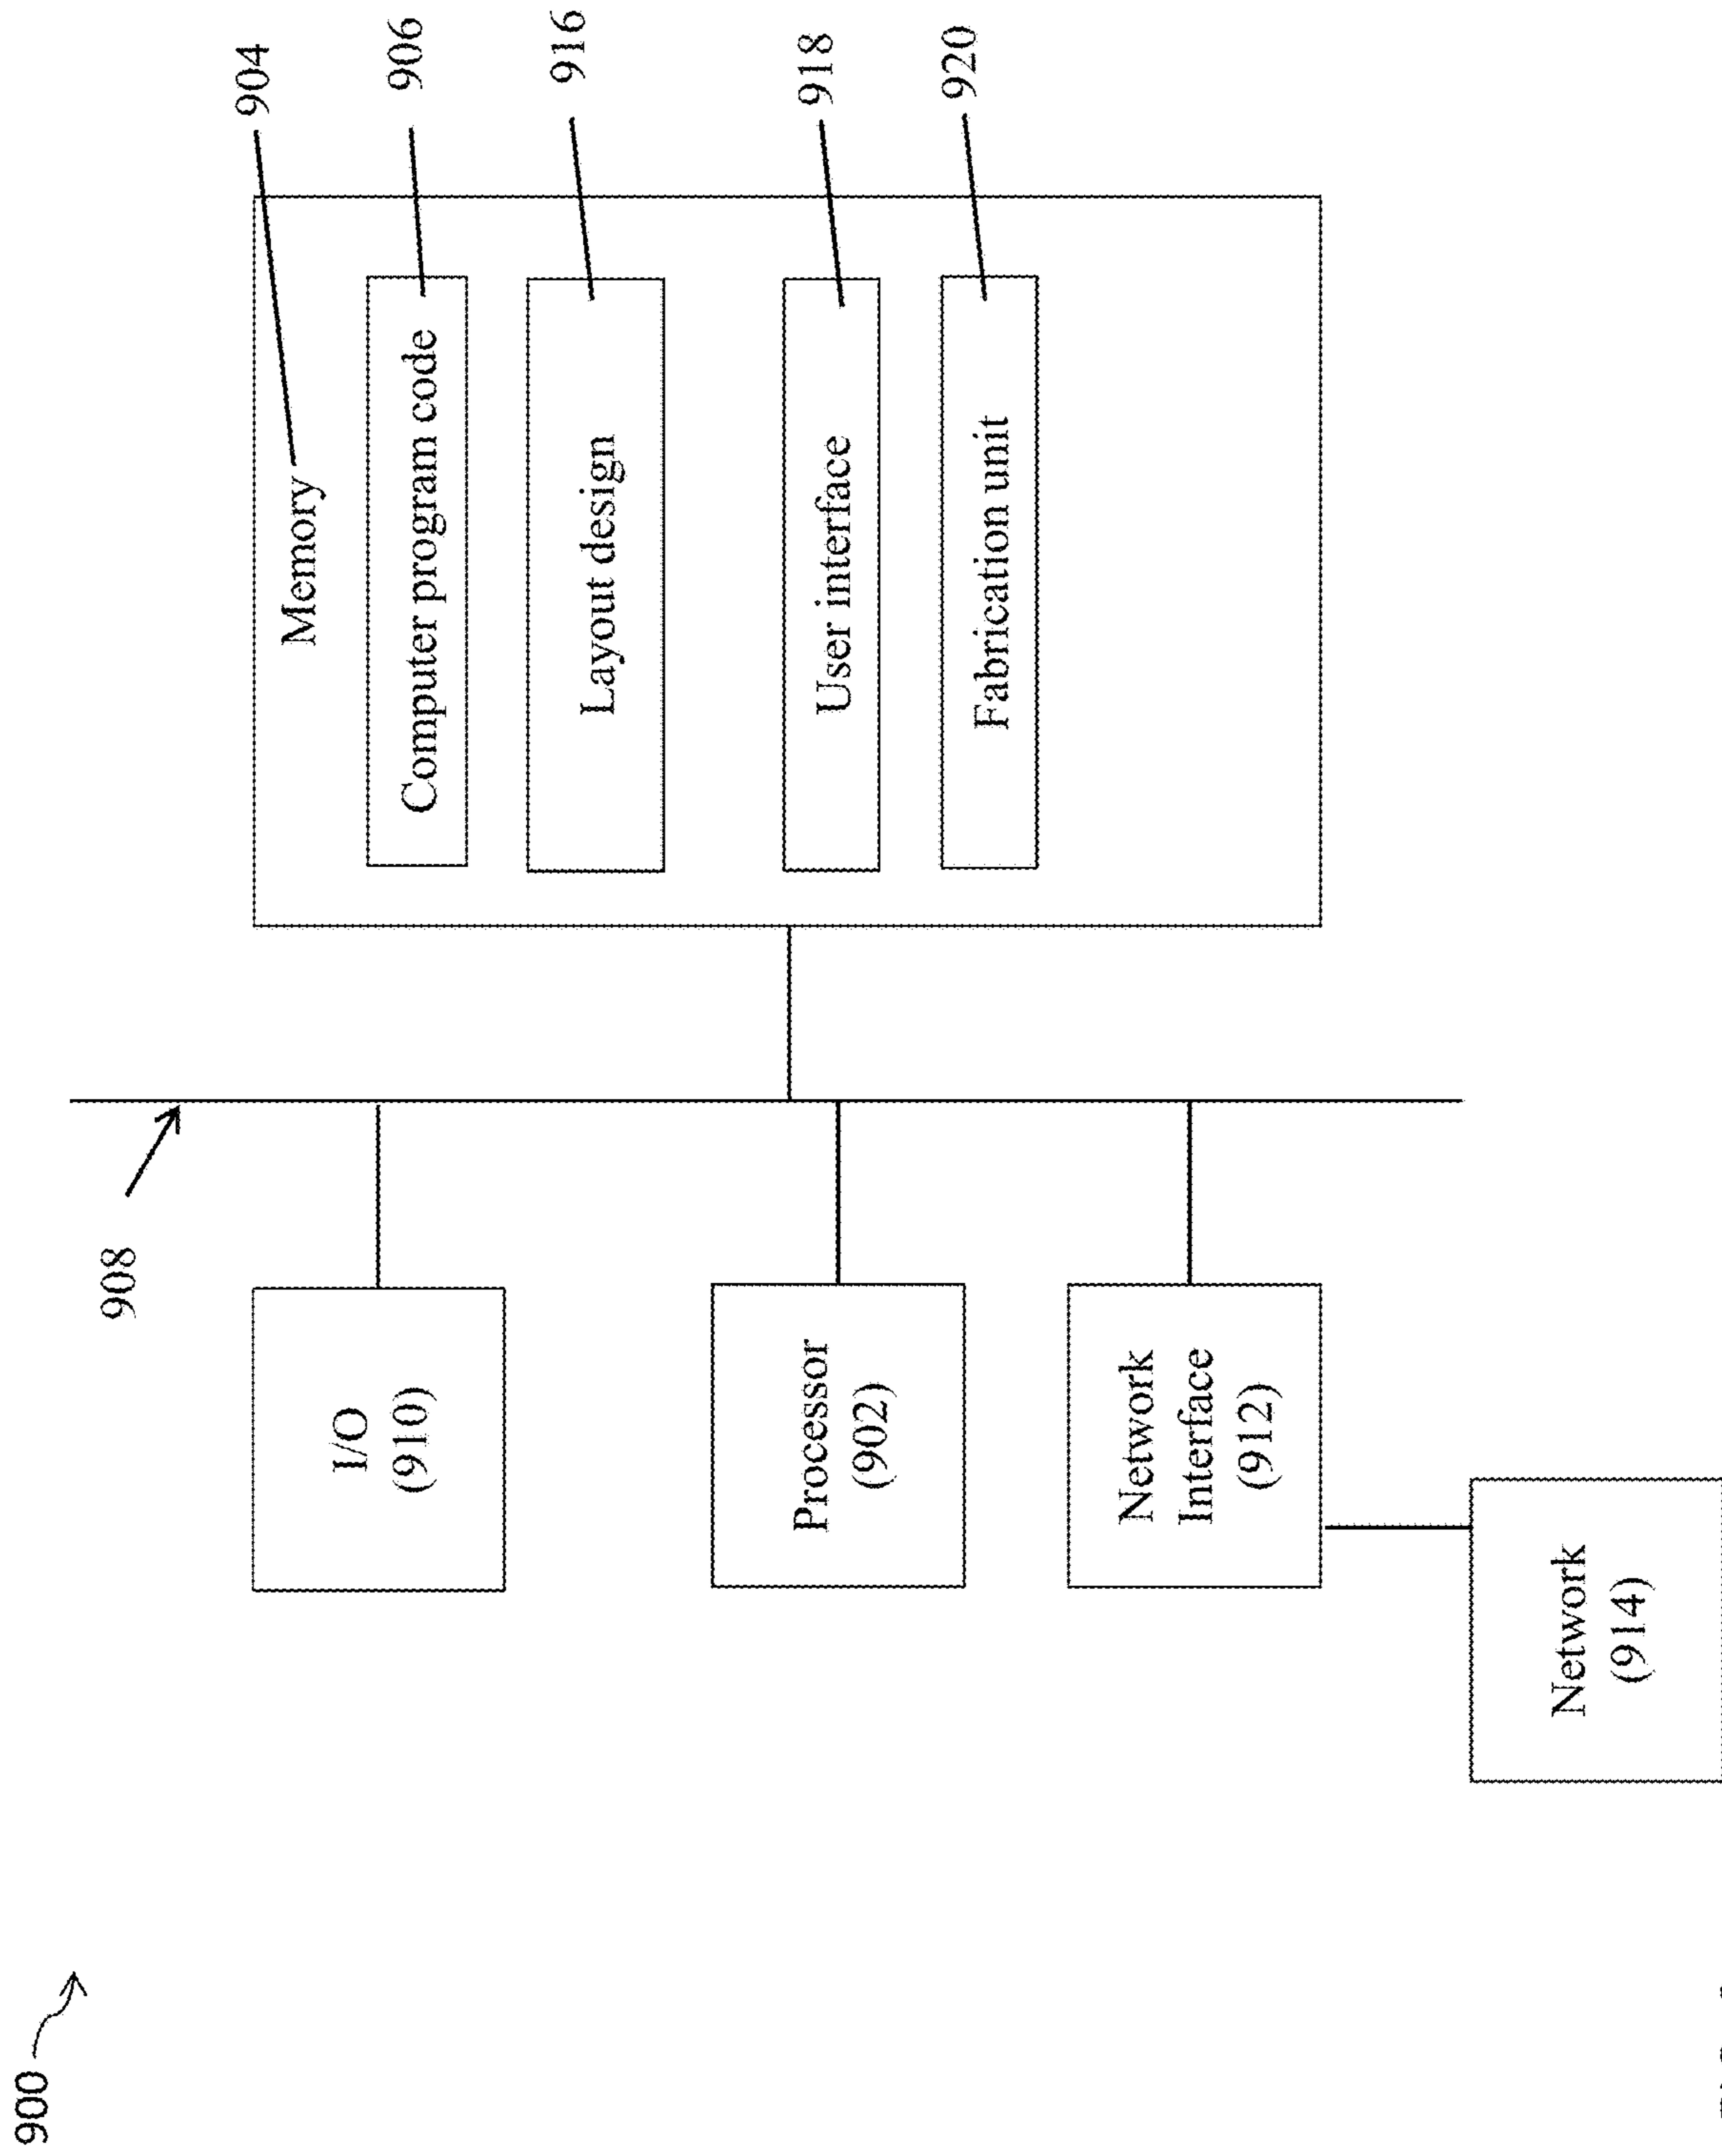 900
908
I/O
(910)
Processor
(902)
Network
Interface
(912)
Network
(914)
Memory
904
Computer program code
906
Layout design
916
User interface
918
Fabrication unit
920